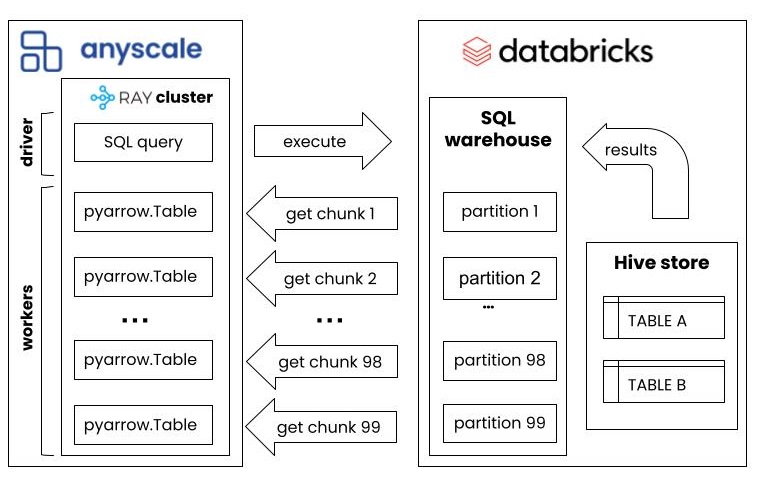 anyscale
databricks
RAY cluster
driver
SQL query
execute
SQL
warehouse
results
workers
pyarrow.Table
get chunk 1
partition 1
pyarrow.Table
get chunk 2
partition 2
...
...
...
Hive store
TABLE A
TABLE B
pyarrow.Table
get chunk 98
partition 98
pyarrow.Table
get chunk 99
partition 99